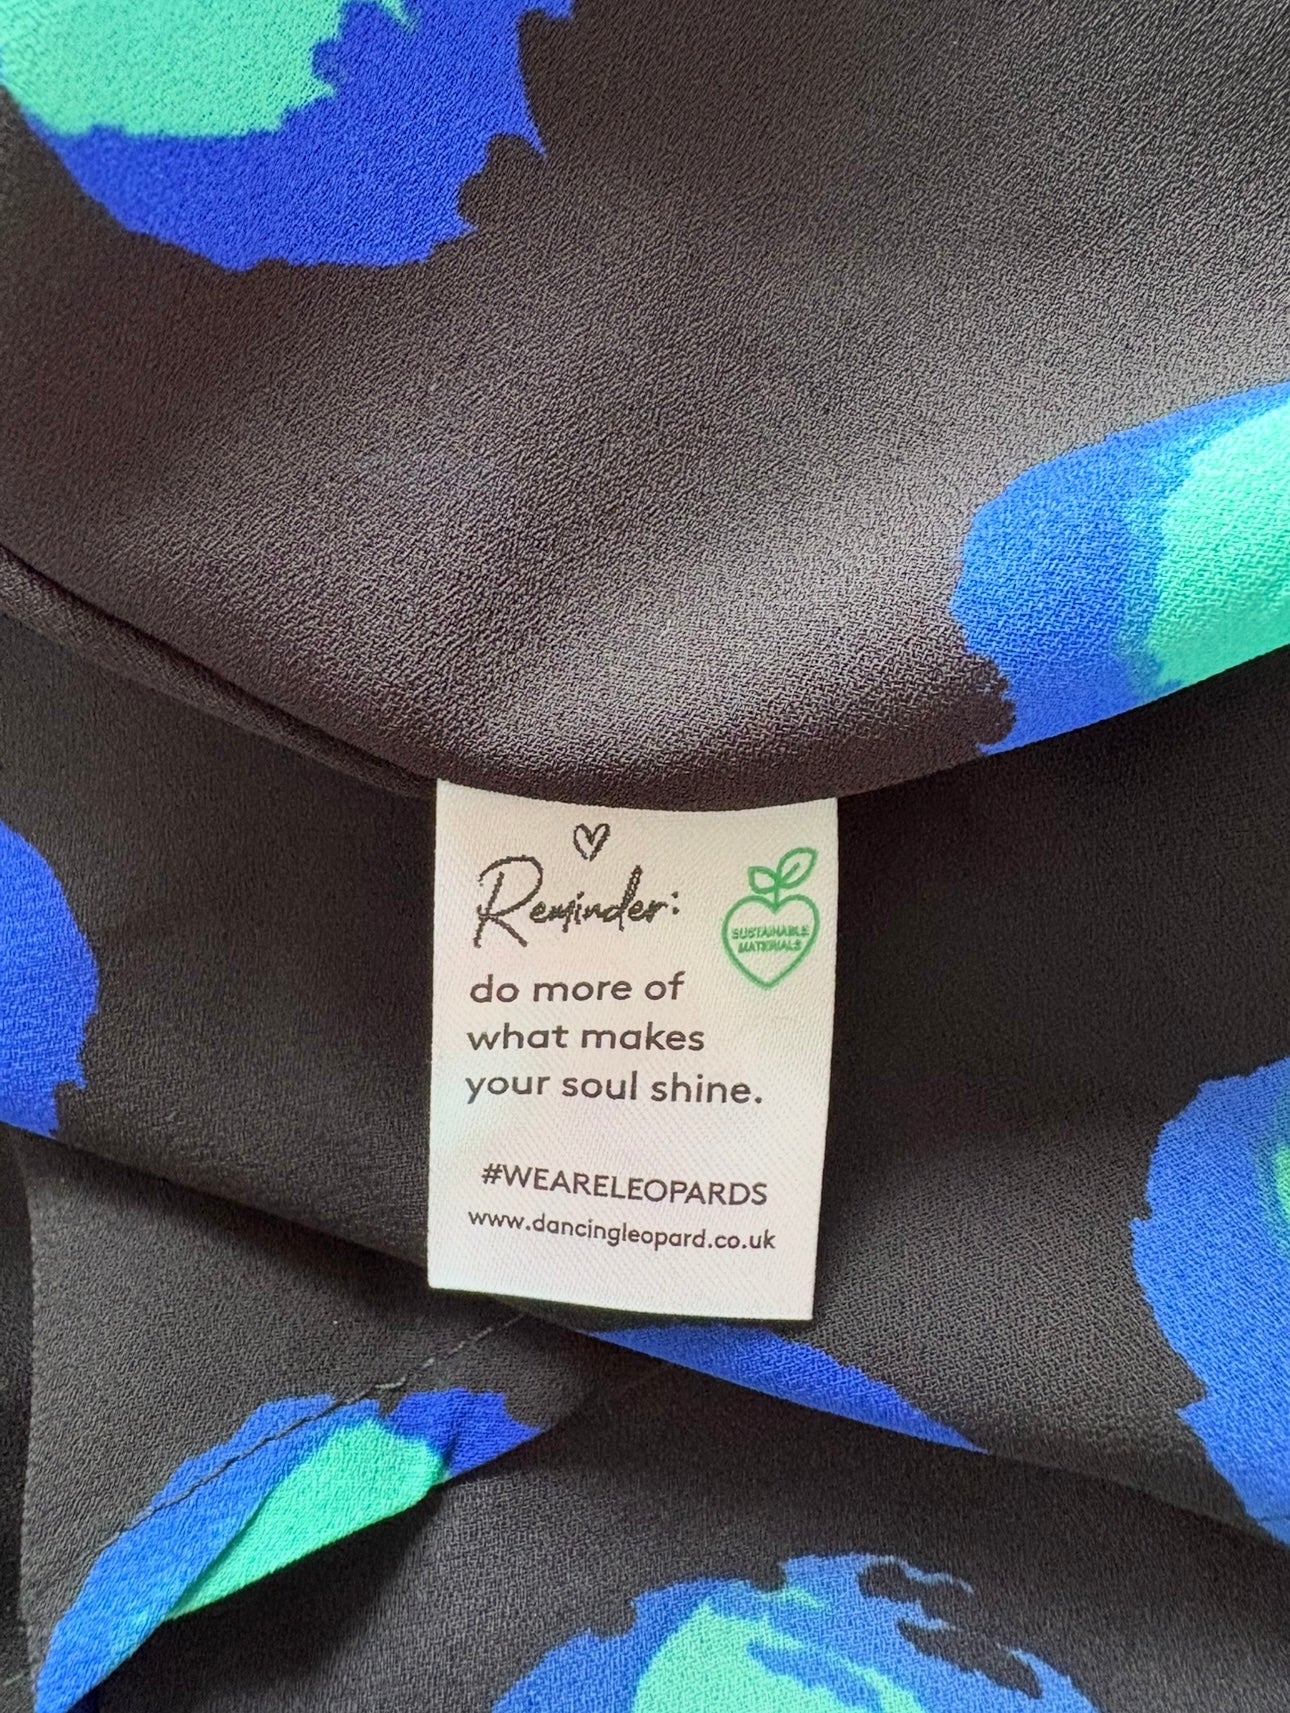 Reminder:
SUSTAINABLE
MATERIALS
do more of
what makes
your soul shine.
#WEARELEOPARDS
www.dancingleopard.co.uk